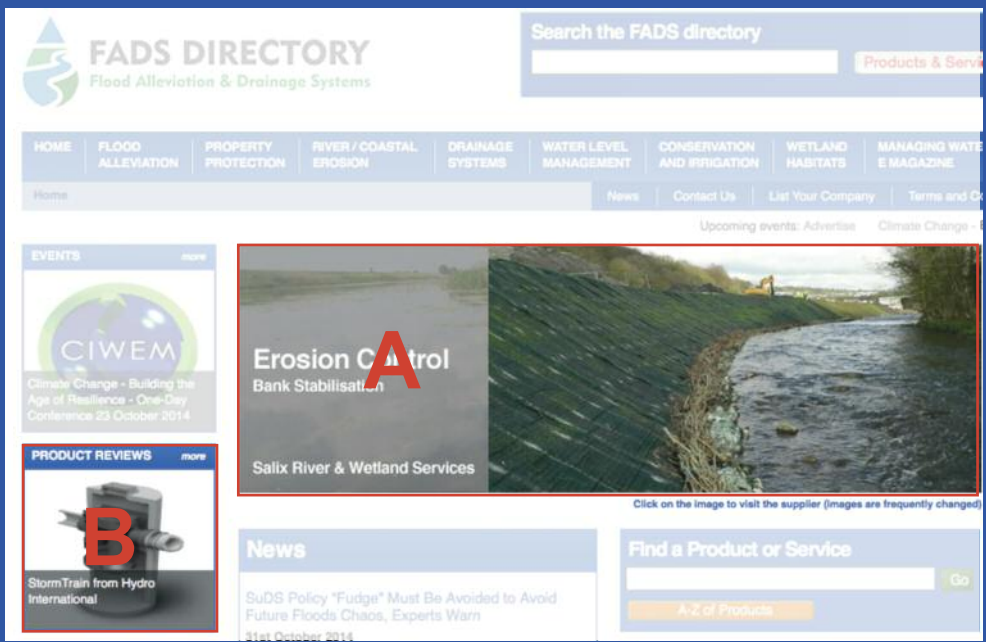 FADS DIRECTORY
Flood Alleviation & Drainage Systems
Search the FADS directory
Products & Servi
HOME
FLOOD
ALLEVIATION
PROPERTY
PROTECTION
RIVER / COASTAL
EROSION
DRAINAGE
SYSTEMS
WATER LEVEL
MANAGEMENT
CONSERVATION
AND IRRIGATION
WETLAND
HABITATS
MANAGING WATE
E MAGAZINE
Home
News
Contact Us
List Your Company
Terms and Co
Upcoming events: Advertise
Climate Change -
EVENTS
more
CIWEM
Climate Change - Building the
Age of Resilience - One-Day
Conference 23 October 2014
A
Erosion Control
Bank Stabilisation
Salix River & Wetland Services
Click on the image to visit the supplier (images are frequently changed)
PRODUCT REVIEWS
more
B
StormTrain from Hydro
International
News
SuDS Policy "Fudge" Must Be Avoided to Avoid
Future Floods Chaos, Experts Warn
31st October 2014
Find a Product or Service
Go
A-Z of Products